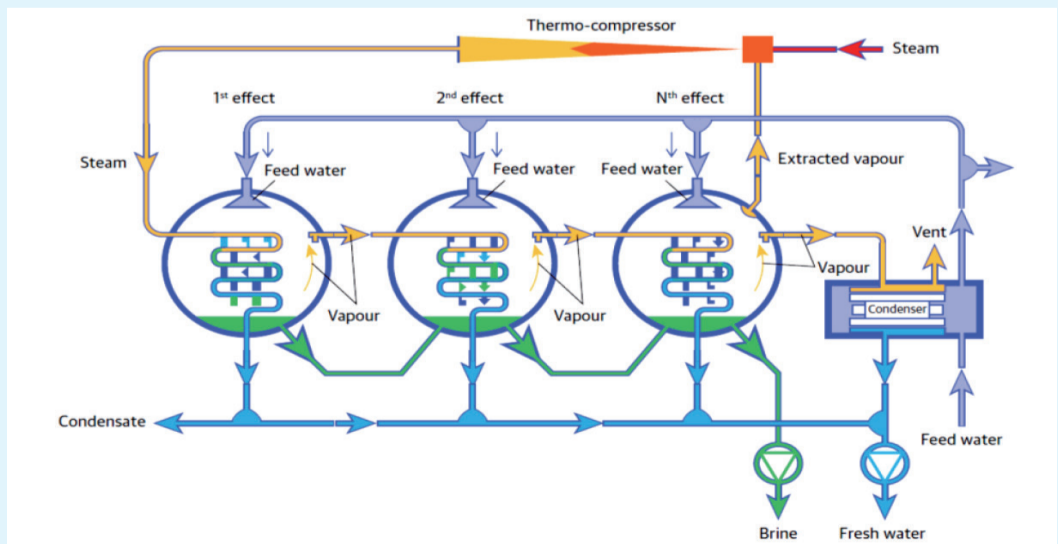 Thermo-compressor
Steam
1st effect
2nd effect
Nth effect
Steam
Feed water
Feed water
Feed water
Extracted vapour
Vent
Vapour
Vapour
Vapour
Condenser
Condensate
Feed water
Brine
Fresh water